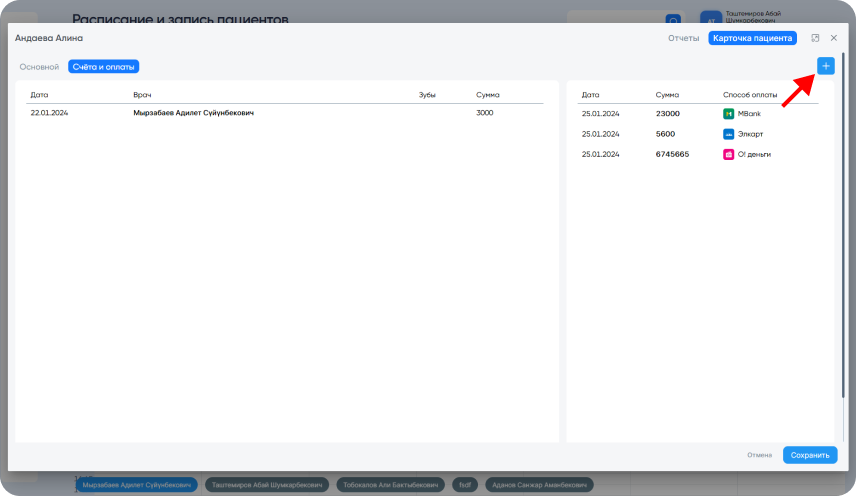 Расписание и запись пациентов
АТ
Таштемиров Абай
Шумкарбекович
Андаева Алина
Отчеты
Карточка пациента
Основной
Счёта и оплаты
Дата Врач Зубы Сумма
22.01.2024 Мырзабаев Адилет Суйунбекович 3000
Дата Сумма Способ оплаты
25.01.2024 23000 MBank
25.01.2024 5600 Элкарт
25.01.2024 6745665 О! деньги
Отмена
Сохранить
Мырзабаев Адилет Суйунбекович
Таштемиров Абай Шумкарбекович
Тобокалов Али Бактыбекович
fsdf
Аданов Санжар Аманбекович